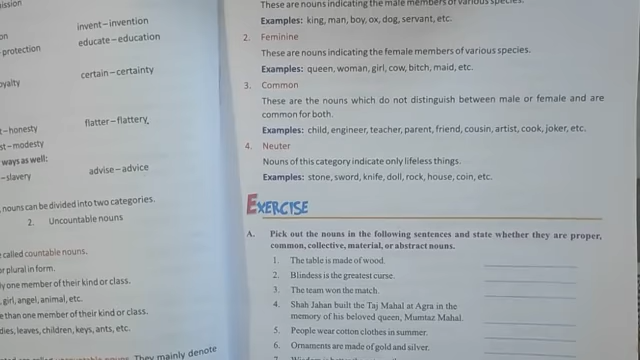 ission
invent–invention
on
educate–education
protection
certain–certainty
oyalty
flatter–flattery
t–honesty
st–modesty
ways as well:
–slavery
advise–advice
nouns can be divided into two categories.
2. Uncountable nouns
called countable nouns.
or plural in form.
ly one member of their kind or class.
girl, angel, animal, etc.
e than one member of their kind or class.
dies, leaves, children, keys, ants, etc.
They mainly denote
These are nouns indicating the male members of various species.
Examples: king, man, boy, ox, dog, servant, etc.
2. Feminine
These are nouns indicating the female members of various species.
Examples: queen, woman, girl, cow, bitch, maid, etc.
3. Common
These are the nouns which do not distinguish between male or female and are
common for both.
Examples: child, engineer, teacher, parent, friend, cousin, artist, cook, joker, etc.
4. Neuter
Nouns of this category indicate only lifeless things.
Examples: stone, sword, knife, doll, rock, house, coin, etc.
EXERCISE
A. Pick out the nouns in the following sentences and state whether they are proper,
common, collective, material, or abstract nouns.
1. The table is made of wood.
2. Blindess is the greatest curse.
3. The team won the match.
4. Shah Jahan built the Taj Mahal at Agra in the
memory of his beloved queen, Mumtaz Mahal.
5. People wear cotton clothes in summer.
6. Ornaments are made of gold and silver.